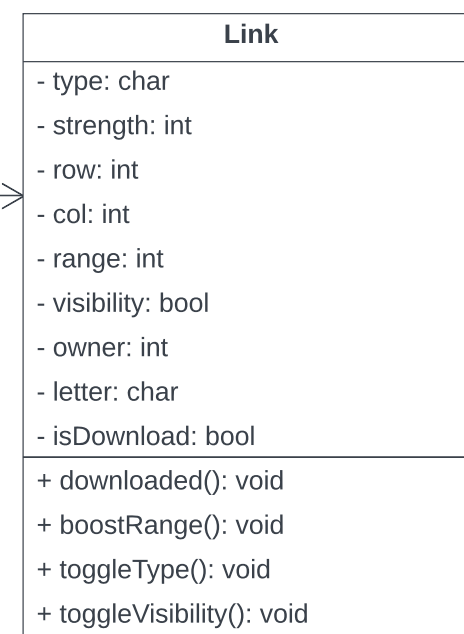 Link
- type: char
- strength: int
- row: int
- col: int
- range: int
- visibility: bool
- owner: int
- letter: char
- isDownload: bool
+ downloaded(): void
+ boostRange(): void
+ toggleType(): void
+ toggleVisibility(): void